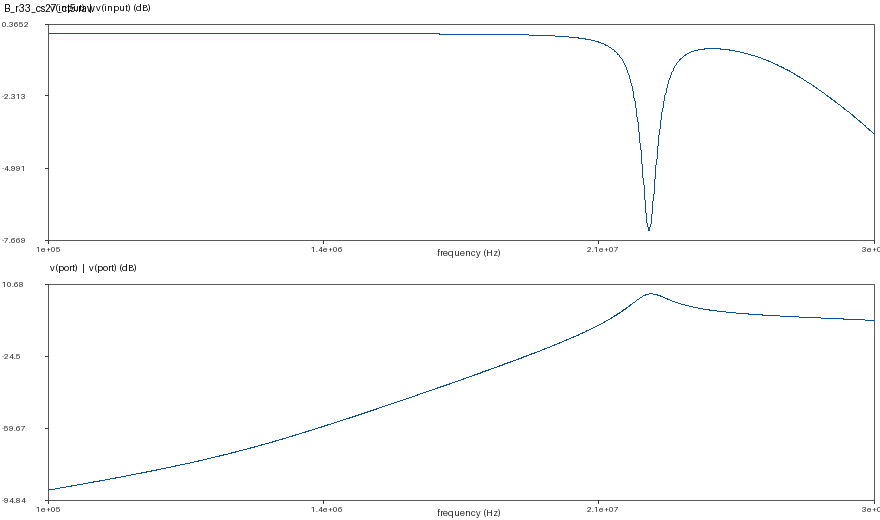 v(input) (dB)
0.3652
-2.313
-4.991
-7.669
1e+05
1.4e+06
2.1e+07
3e+0
frequency (Hz)
v(port) | v(port) (dB)
10.68
-24.5
-59.67
-94.84
1e+05
1.4e+06
2.1e+07
3e+0
frequency (Hz)